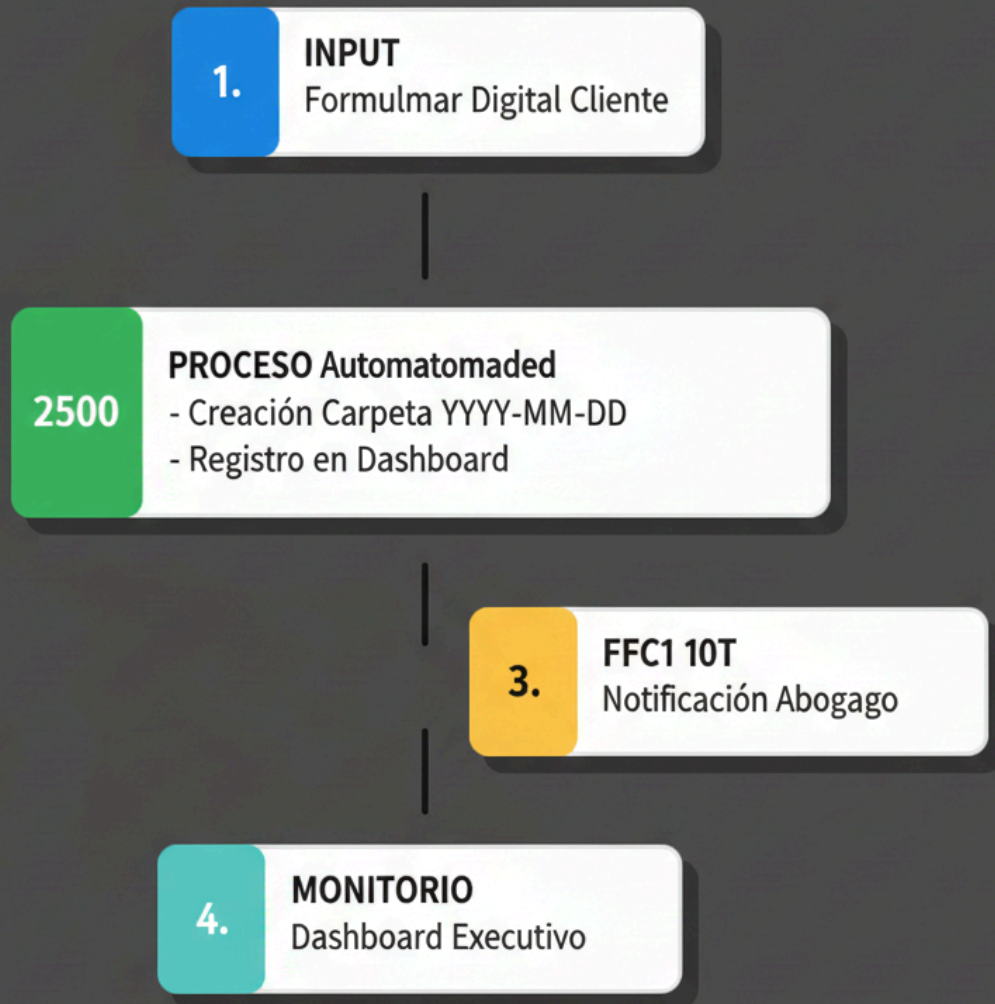 1.
INPUT
Formulmar Digital Cliente
2500
PROCESO Automatomaded
- Creación Carpeta YYYY-MM-DD
- Registro en Dashboard
3.
FFC1 10T
Notificación Abogago
4.
MONITORIO
Dashboard Executivo